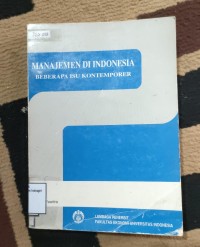 MANAJEMEN DI INDONESIA
BEBERAPA ISU KONTEMPORER
LEMBAGA PENERBIT
FAKULTAS EKONOMI UNIVERSITAS INDONESIA